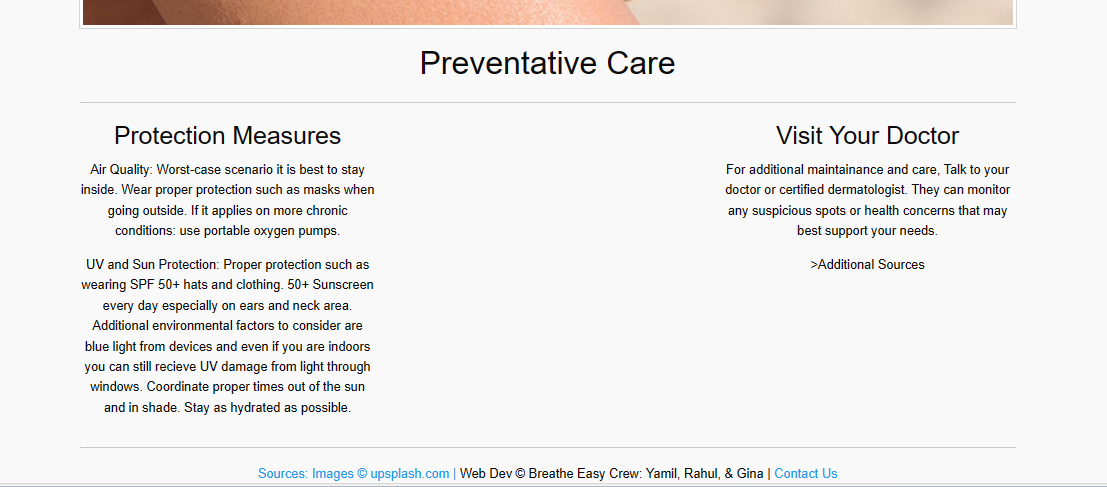 Preventative Care
Protection Measures
Air Quality: Worst-case scenario it is best to stay
inside. Wear proper protection such as masks when
going outside. If it applies on more chronic
conditions: use portable oxygen pumps.
UV and Sun Protection: Proper protection such as
wearing SPF 50+ hats and clothing. 50+ Sunscreen
every day especially on ears and neck area.
Additional environmental factors to consider are
blue light from devices and even if you are indoors
you can still recieve UV damage from light through
windows. Coordinate proper times out of the sun
and in shade. Stay as hydrated as possible.
Visit Your Doctor
For additional maintainance and care, Talk to your
doctor or certified dermatologist. They can monitor
any suspicious spots or health concerns that may
best support your needs.
>Additional Sources
Sources: Images © upsplash.com | Web Dev © Breathe Easy Crew: Yamil, Rahul, & Gina | Contact Us